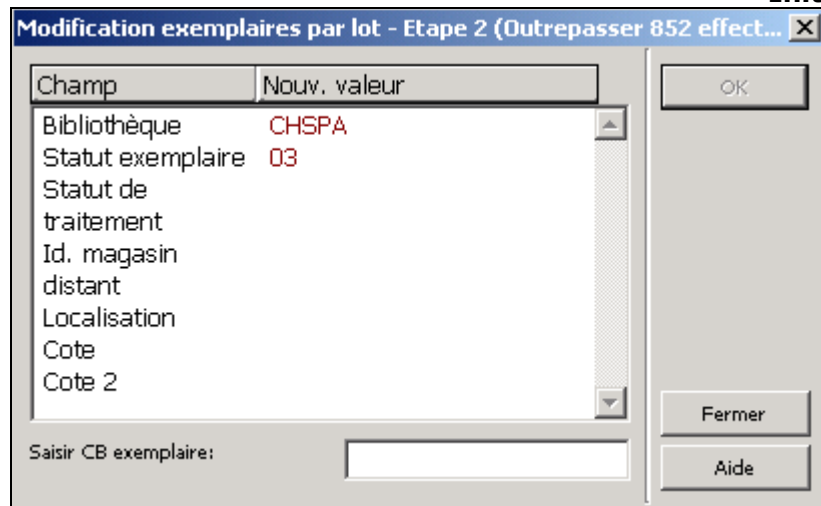 Modification exemplaires par lot - Etape 2 (Outrepasser 852 effect...
Champ Nouv. valeur
OK
Bibliothèque CHSPA
Statut exemplaire 03
Statut de
traitement
Id. magasin
distant
Localisation
Cote
Cote 2
Fermer
Saisir CB exemplaire:
Aide